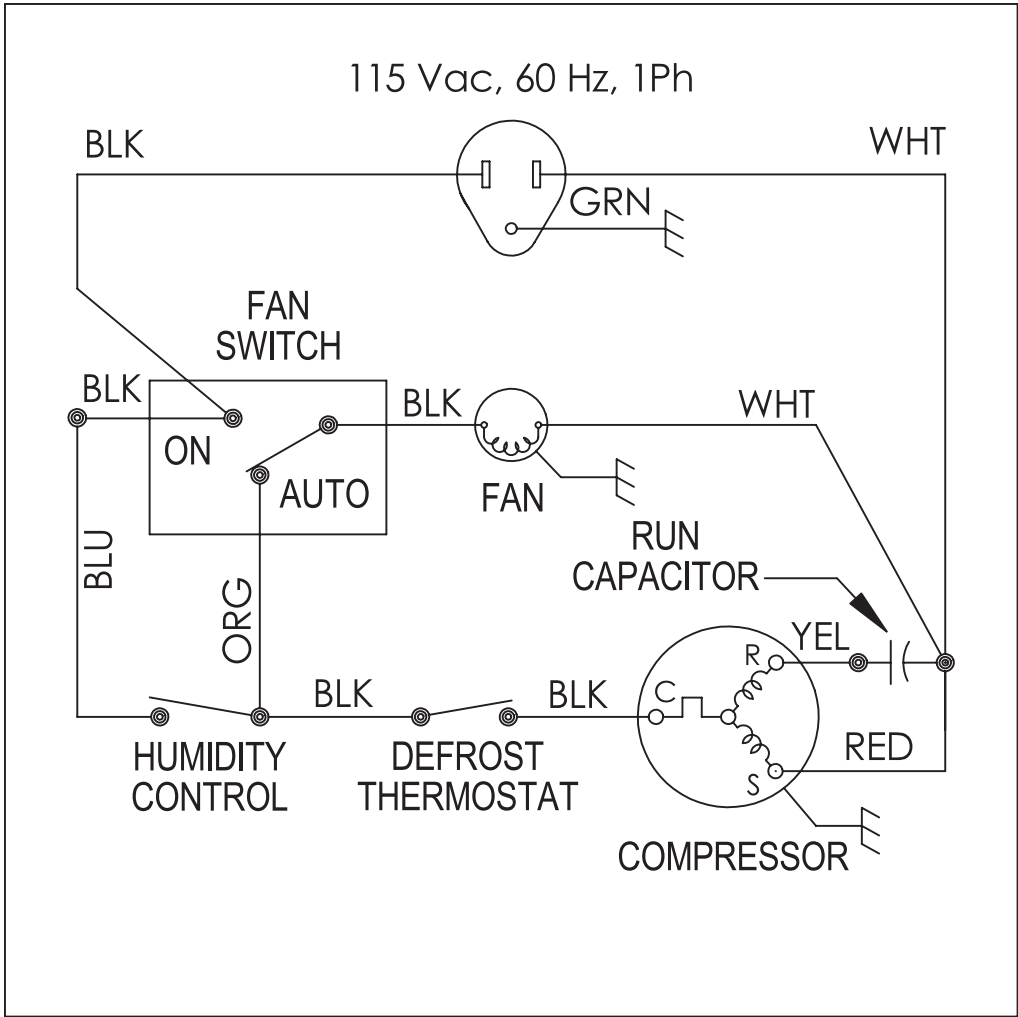 115 Vac, 60 Hz, 1Ph
BLK
WHT
GRN
FAN
SWITCH
BLK
BLK
WHT
ON
AUTO
FAN
BLU
ORG
RUN
CAPACITOR
YEL
R
C
BLK
BLK
RED
S
HUMIDITY
CONTROL
DEFROST
THERMOSTAT
COMPRESSOR